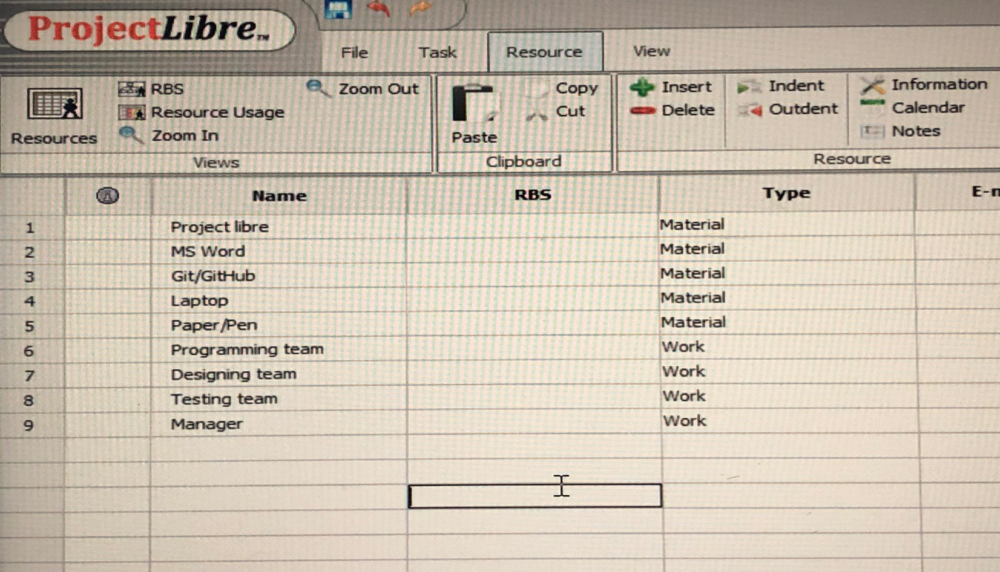 ProjectLibre™
File Task Resource View
Resources
RBS
Resource Usage
Zoom In
Zoom Out
Views
Paste
Copy
Cut
Clipboard
Insert
Delete
Indent
Outdent
Information
Calendar
Notes
Resource
Name RBS Type
1 Project libre Material
2 MS Word Material
3 Git/GitHub Material
4 Laptop Material
5 Paper/Pen Material
6 Programming team Work
7 Designing team Work
8 Testing team Work
9 Manager Work